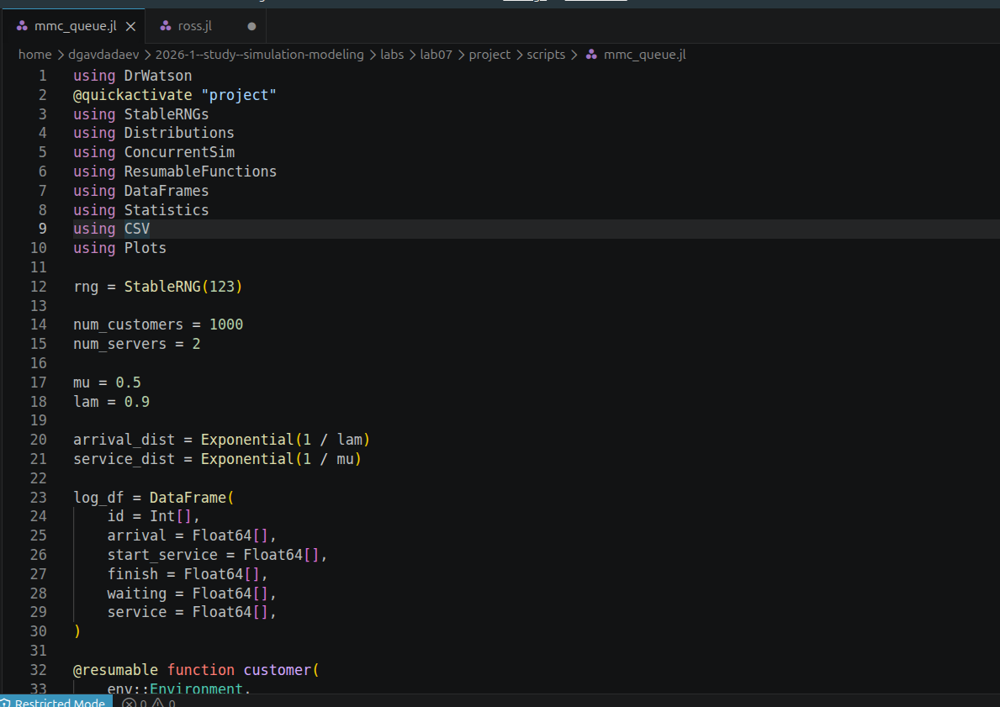 mmc_queue.jl
ross.jl
home > dgavdadaev > 2026-1--study--simulation-modeling > labs > lab07 > project > scripts > mmc_queue.jl
1 using DrWatson
2 @quickactivate "project"
3 using StableRNGs
4 using Distributions
5 using ConcurrentSim
6 using ResumableFunctions
7 using DataFrames
8 using Statistics
9 using CSV
10 using Plots
11
12 rng = StableRNG(123)
13
14 num_customers = 1000
15 num_servers = 2
16
17 mu = 0.5
18 lam = 0.9
19
20 arrival_dist = Exponential(1 / lam)
21 service_dist = Exponential(1 / mu)
22
23 log_df = DataFrame(
24     id = Int[],
25     arrival = Float64[],
26     start_service = Float64[],
27     finish = Float64[],
28     waiting = Float64[],
29     service = Float64[],
30 )
31
32 @resumable function customer(
33     env::Environment,
Restricted Mode 0 0